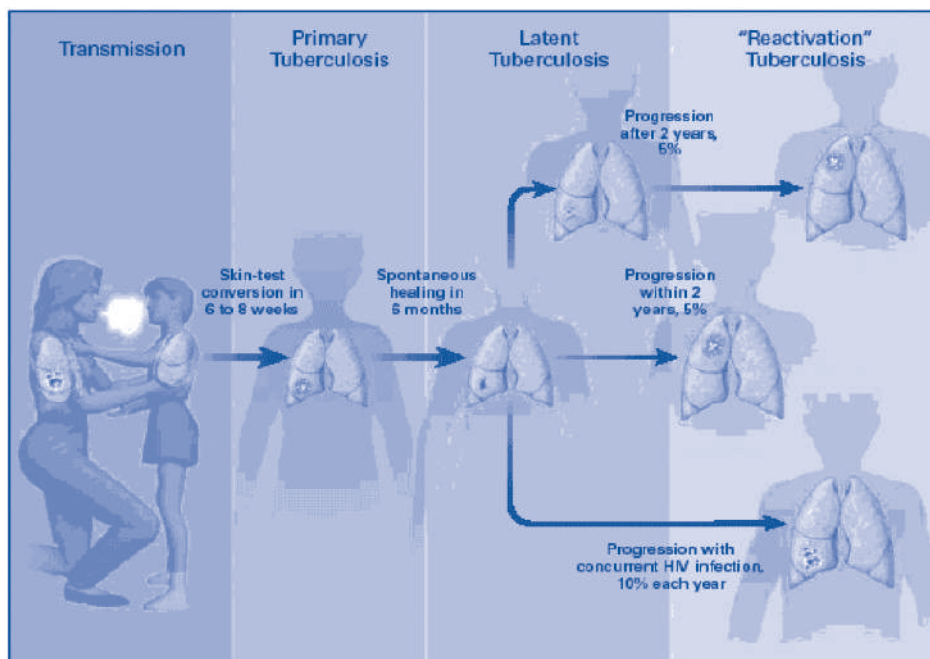 Transmission
Primary
Tuberculosis
Latent
Tuberculosis
"Reactivation"
Tuberculosis
Progression
after 2 years,
5%
Skin-test
conversion in
6 to 8 weeks
Spontaneous
healing in
6 months
Progression
within 2
years, 5%
Progression with
concurrent HIV infection,
10% each year